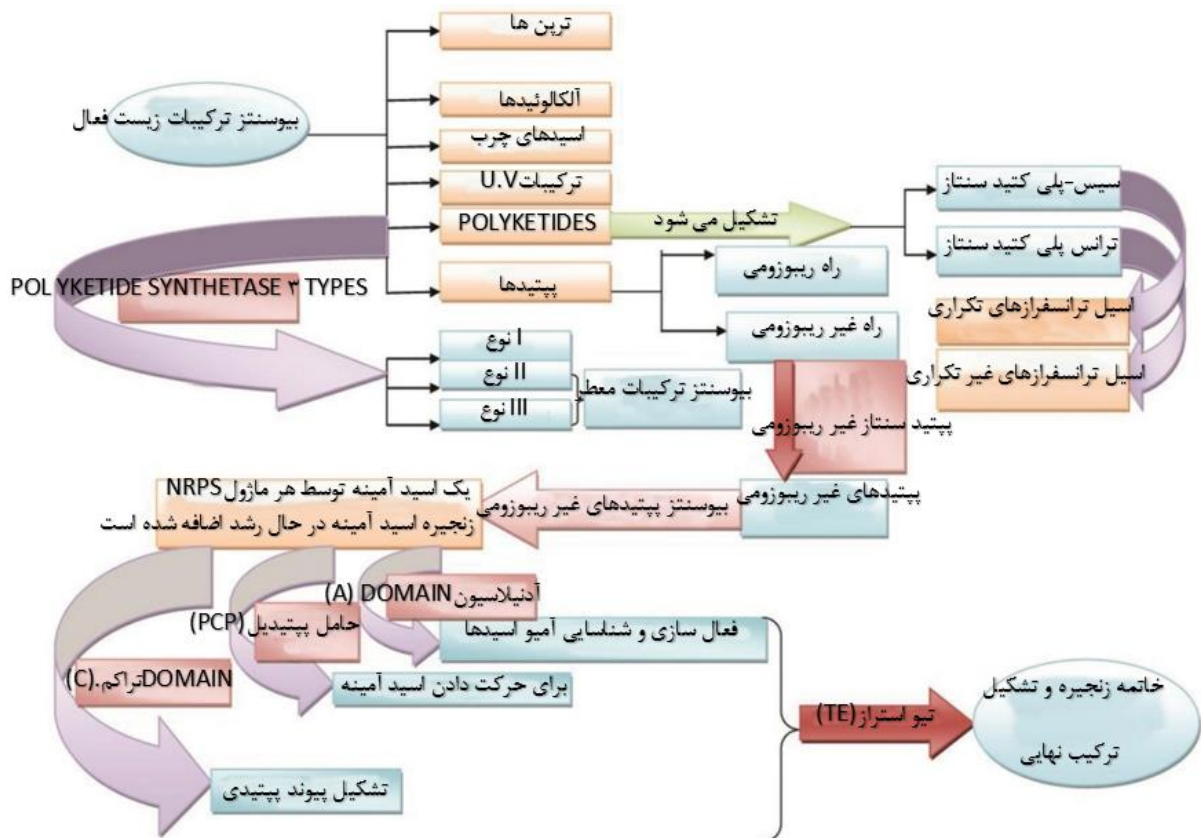 ترپن ها
آلکالوئیدها
بیوسنتز ترکیبات زیست فعال
اسیدهای چرب
ترکیبات U.V
سیس-پلی کتید سنتاز
POLYKETIDES
تشکیل می شود
ترانس پلی کتید سنتاز
راه ریبوزومی
پپتیدها
POLYKETIDE SYNTHETASE ۳ TYPES
اسیل ترانسفرازهای تکراری
راه غیر ریبوزومی
I نوع
II نوع
III نوع
بیوسنتز ترکیبات معطر
اسیل ترانسفرازهای غیر تکراری
پپتید سنتاز غیر ریبوزومی
یک اسید آمینه توسط هر ماژول NRPS
زنجیره اسید آمینه در حال رشد اضافه شده است
بیوسنتز پپتیدهای غیر ریبوزومی
پپتیدهای غیر ریبوزومی
آدنیلاسیون DOMAIN (A)
حامل پپتیدیل (PCP)
فعال سازی و شناسایی آمیو اسیدها
DOMAINتراکم.(C)
برای حرکت دادن اسید آمینه
تیو استراز (TE)
خاتمه زنجیره و تشکیل
ترکیب نهایی
تشکیل پیوند پپتیدی